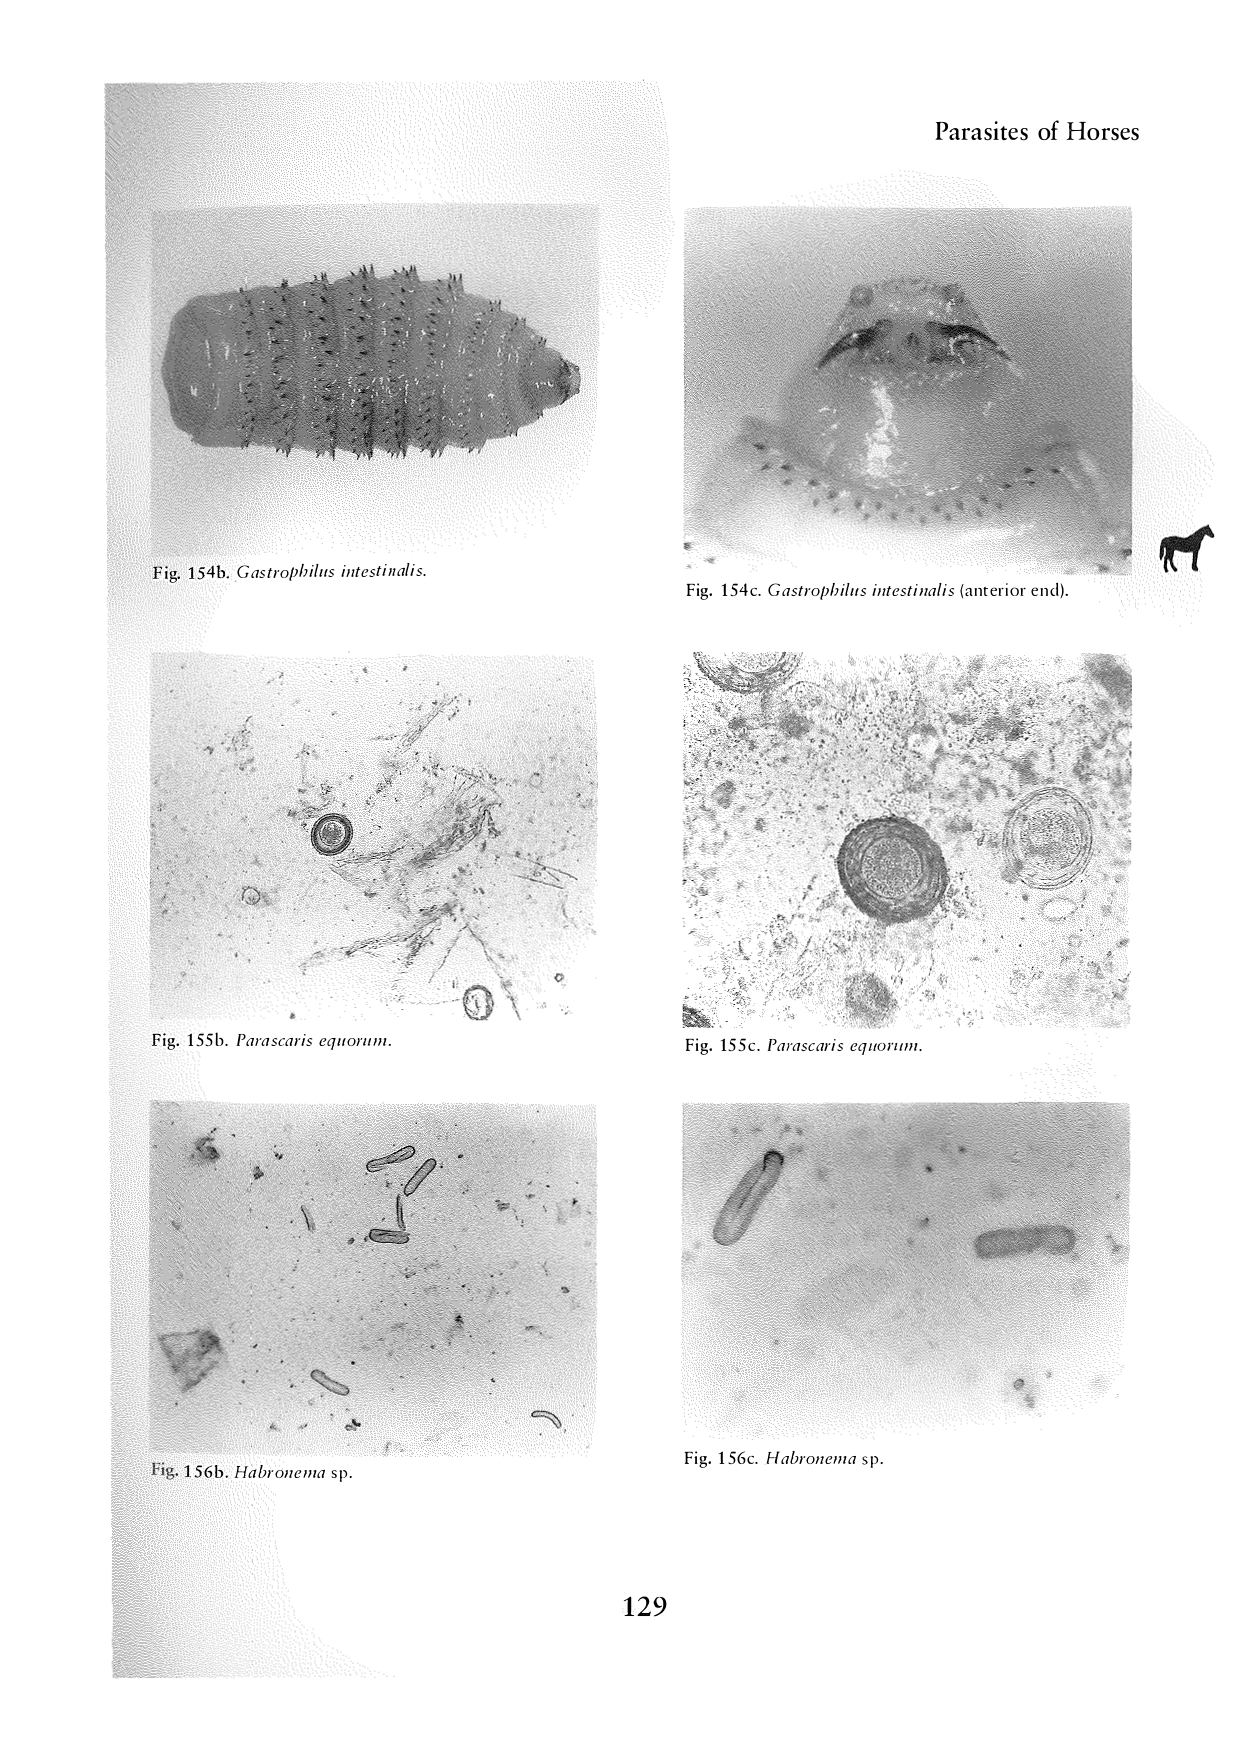 Parasites of Horses
Fig. 154b. Gastrophilus intestinalis.
Fig. 154c. Gastrophilus intestinalis (anterior end).
Fig. 155b. Parascaris equorum.
Fig. 155c. Parascaris equorum.
Fig. 156b. Habronema sp.
Fig. 156c. Habronema sp.
129